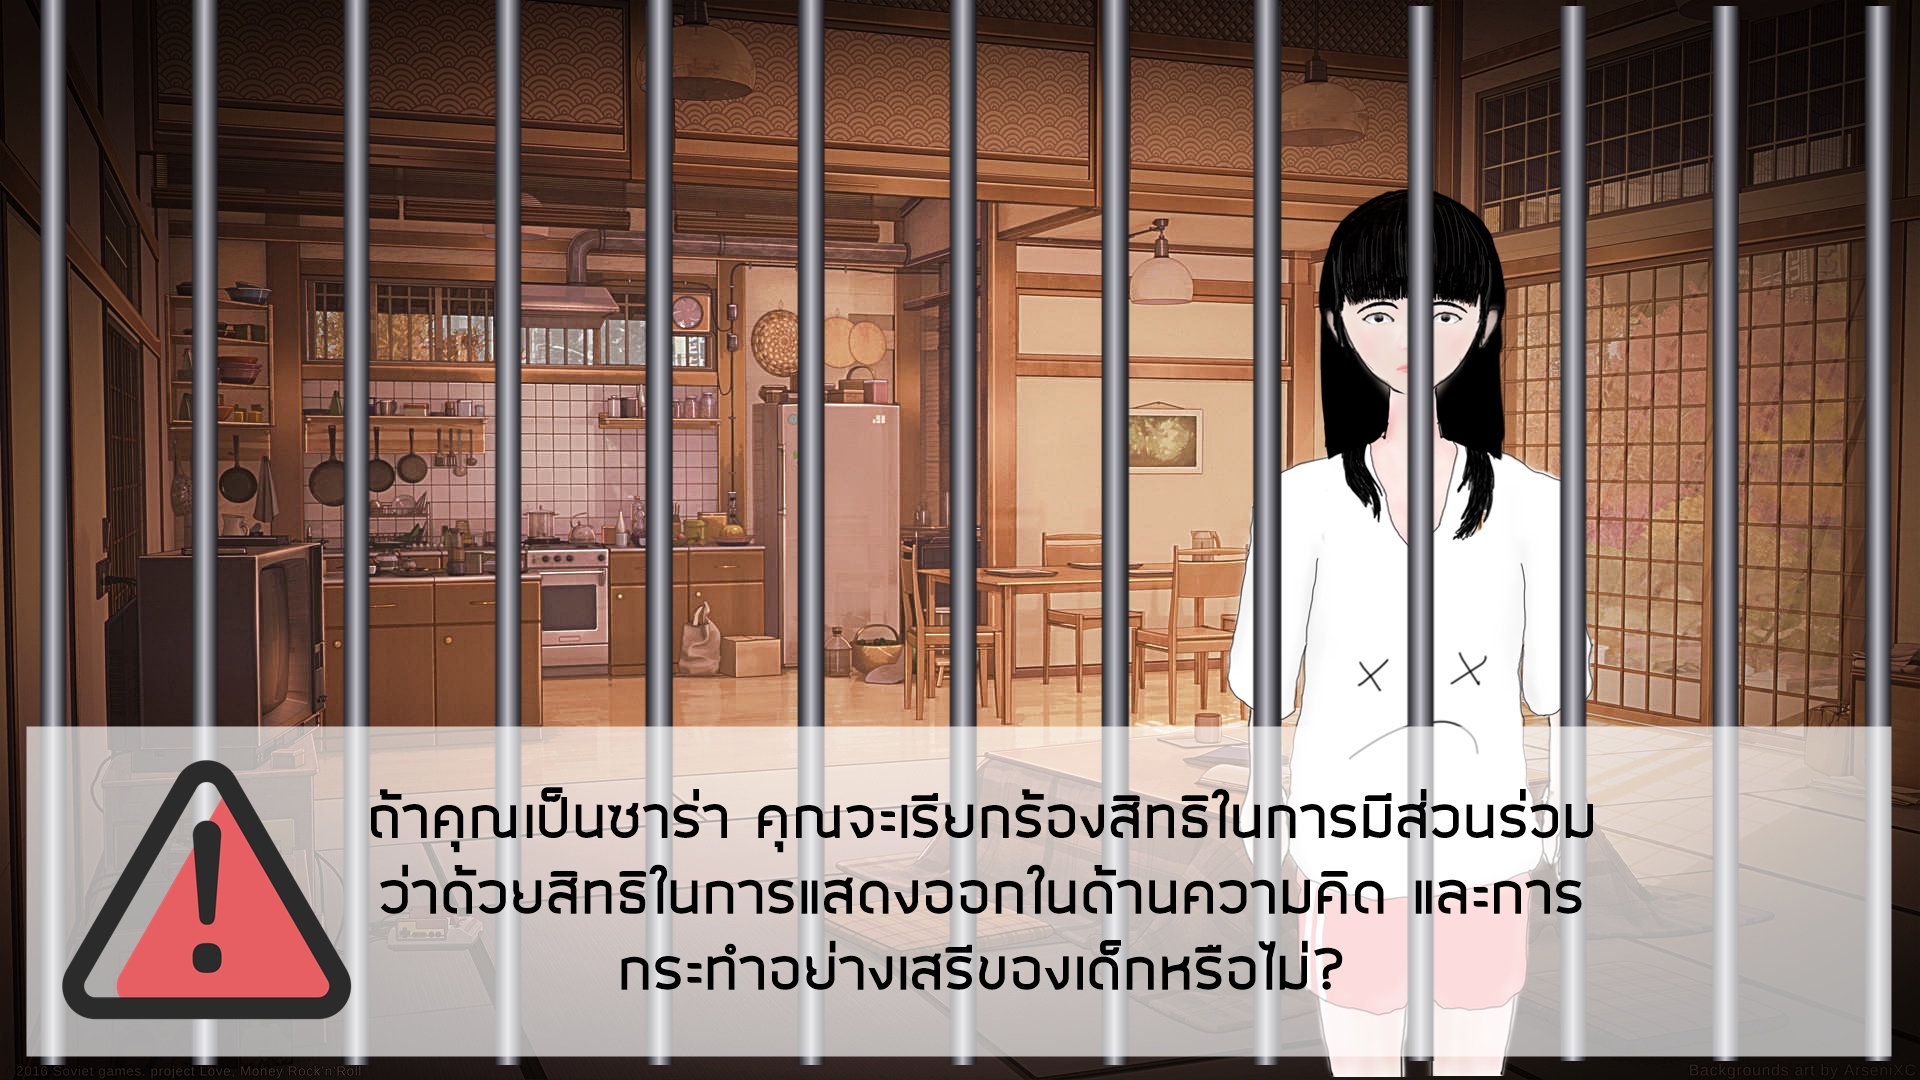 ถ้าคุณเป็นซาร่า คุณจะเรียกร้องสิทธิในการมีส่วนร่วม
ว่าด้วยสิทธิในการแสดงออกในด้านความคิด และการ
กระทำอย่างเสรีของเด็กหรือไม่?
2016 Soviet games. project Love, Money Rock'n'Roll
Backgrounds art by ArseniXC